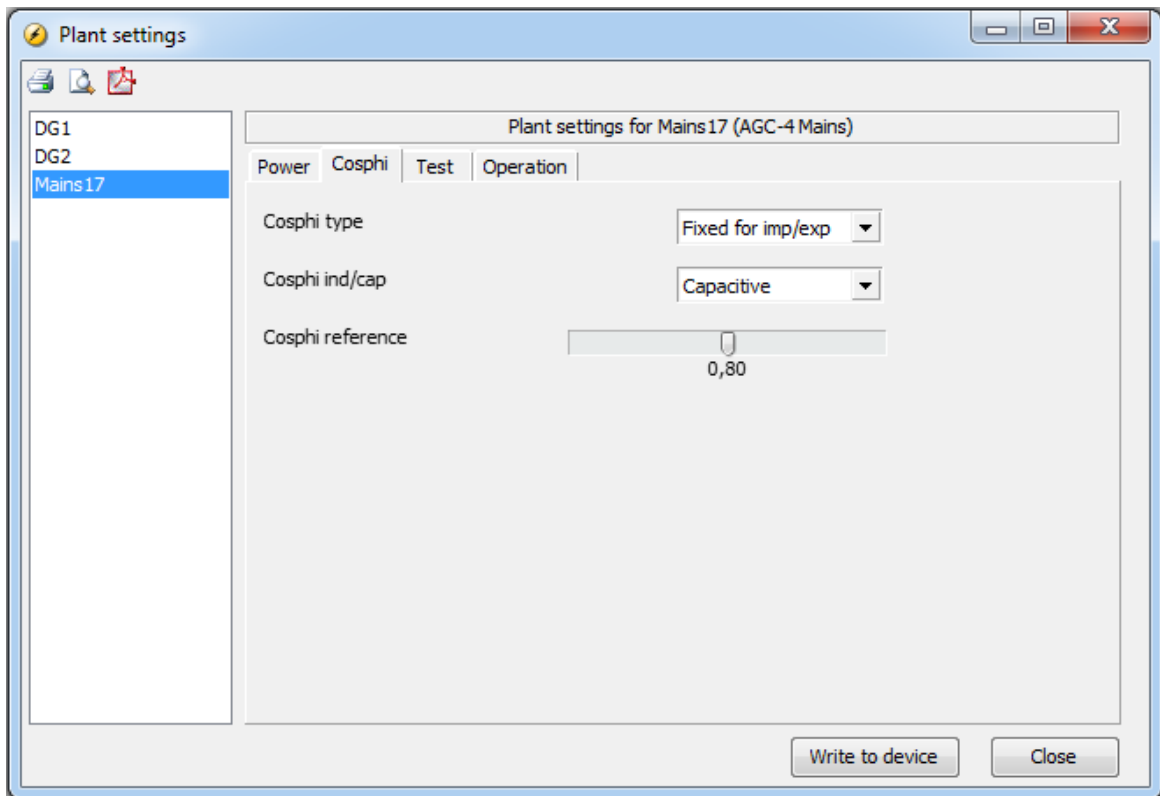 Plant settings
DG1
DG2
Mains17
Plant settings for Mains17 (AGC-4 Mains)
Power Cosphi Test Operation
Cosphi type Fixed for imp/exp
Cosphi ind/cap Capacitive
Cosphi reference
0,80
Write to device Close